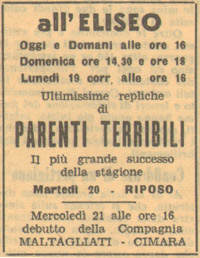 all'ELISEO
Oggi e Domani alle ore 16
Domenica ore 14,30 e ore 18
Lunedì 19 corr. alle ore 16
Ultimissime repliche
di
PARENTI TERRIBILI
Il più grande successo
della stagione
Martedì 20 - RIPOSO
Mercoledì 21 alle ore 16
debutto della Compagnia
MALTAGLIATI - CIMARA